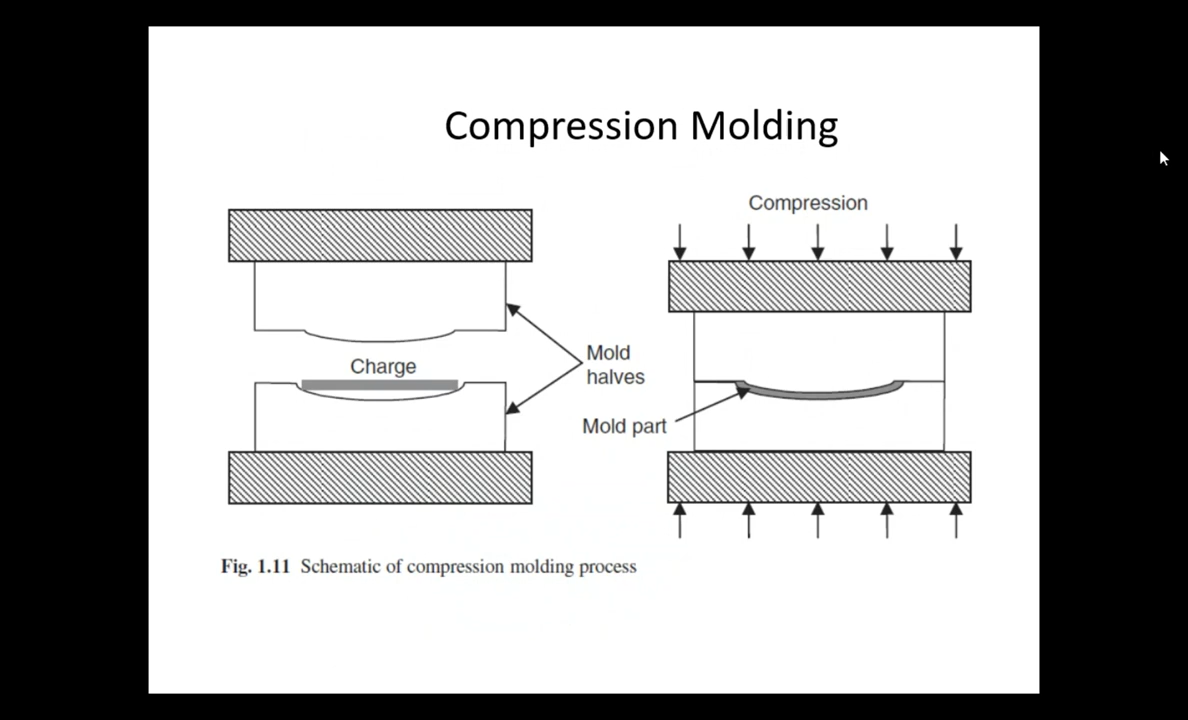 Compression Molding
Compression
Charge
Mold
halves
Mold part
Fig. 1.11 Schematic of compression molding process